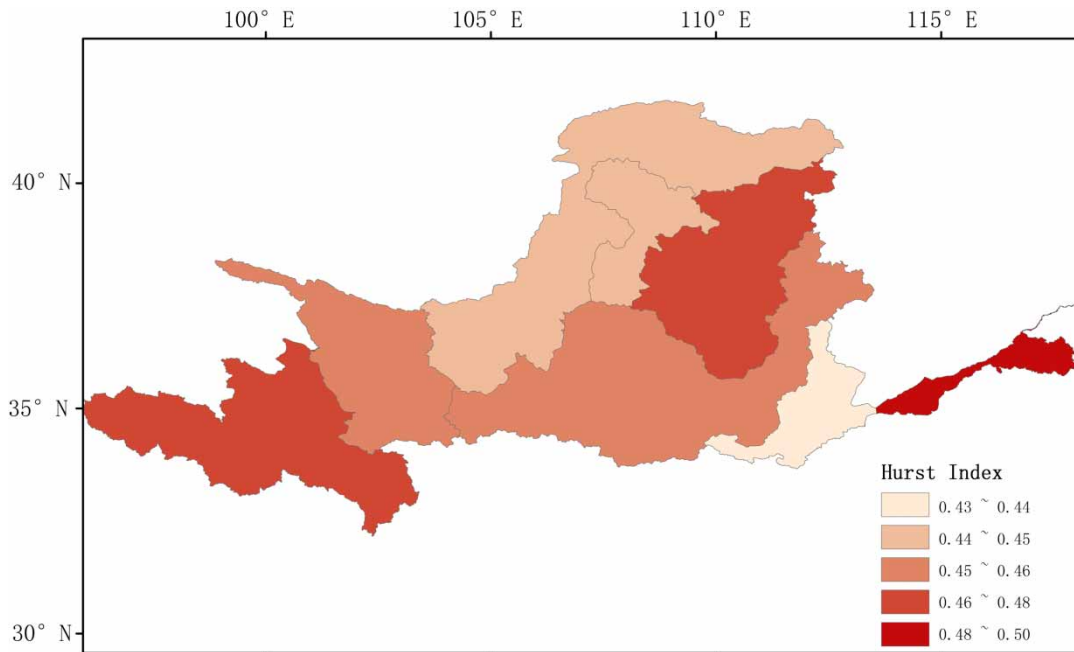 100° E 105° E 110° E 115° E
40° N
35° N
30° N
Hurst Index
0.43 ~ 0.44
0.44 ~ 0.45
0.45 ~ 0.46
0.46 ~ 0.48
0.48 ~ 0.50